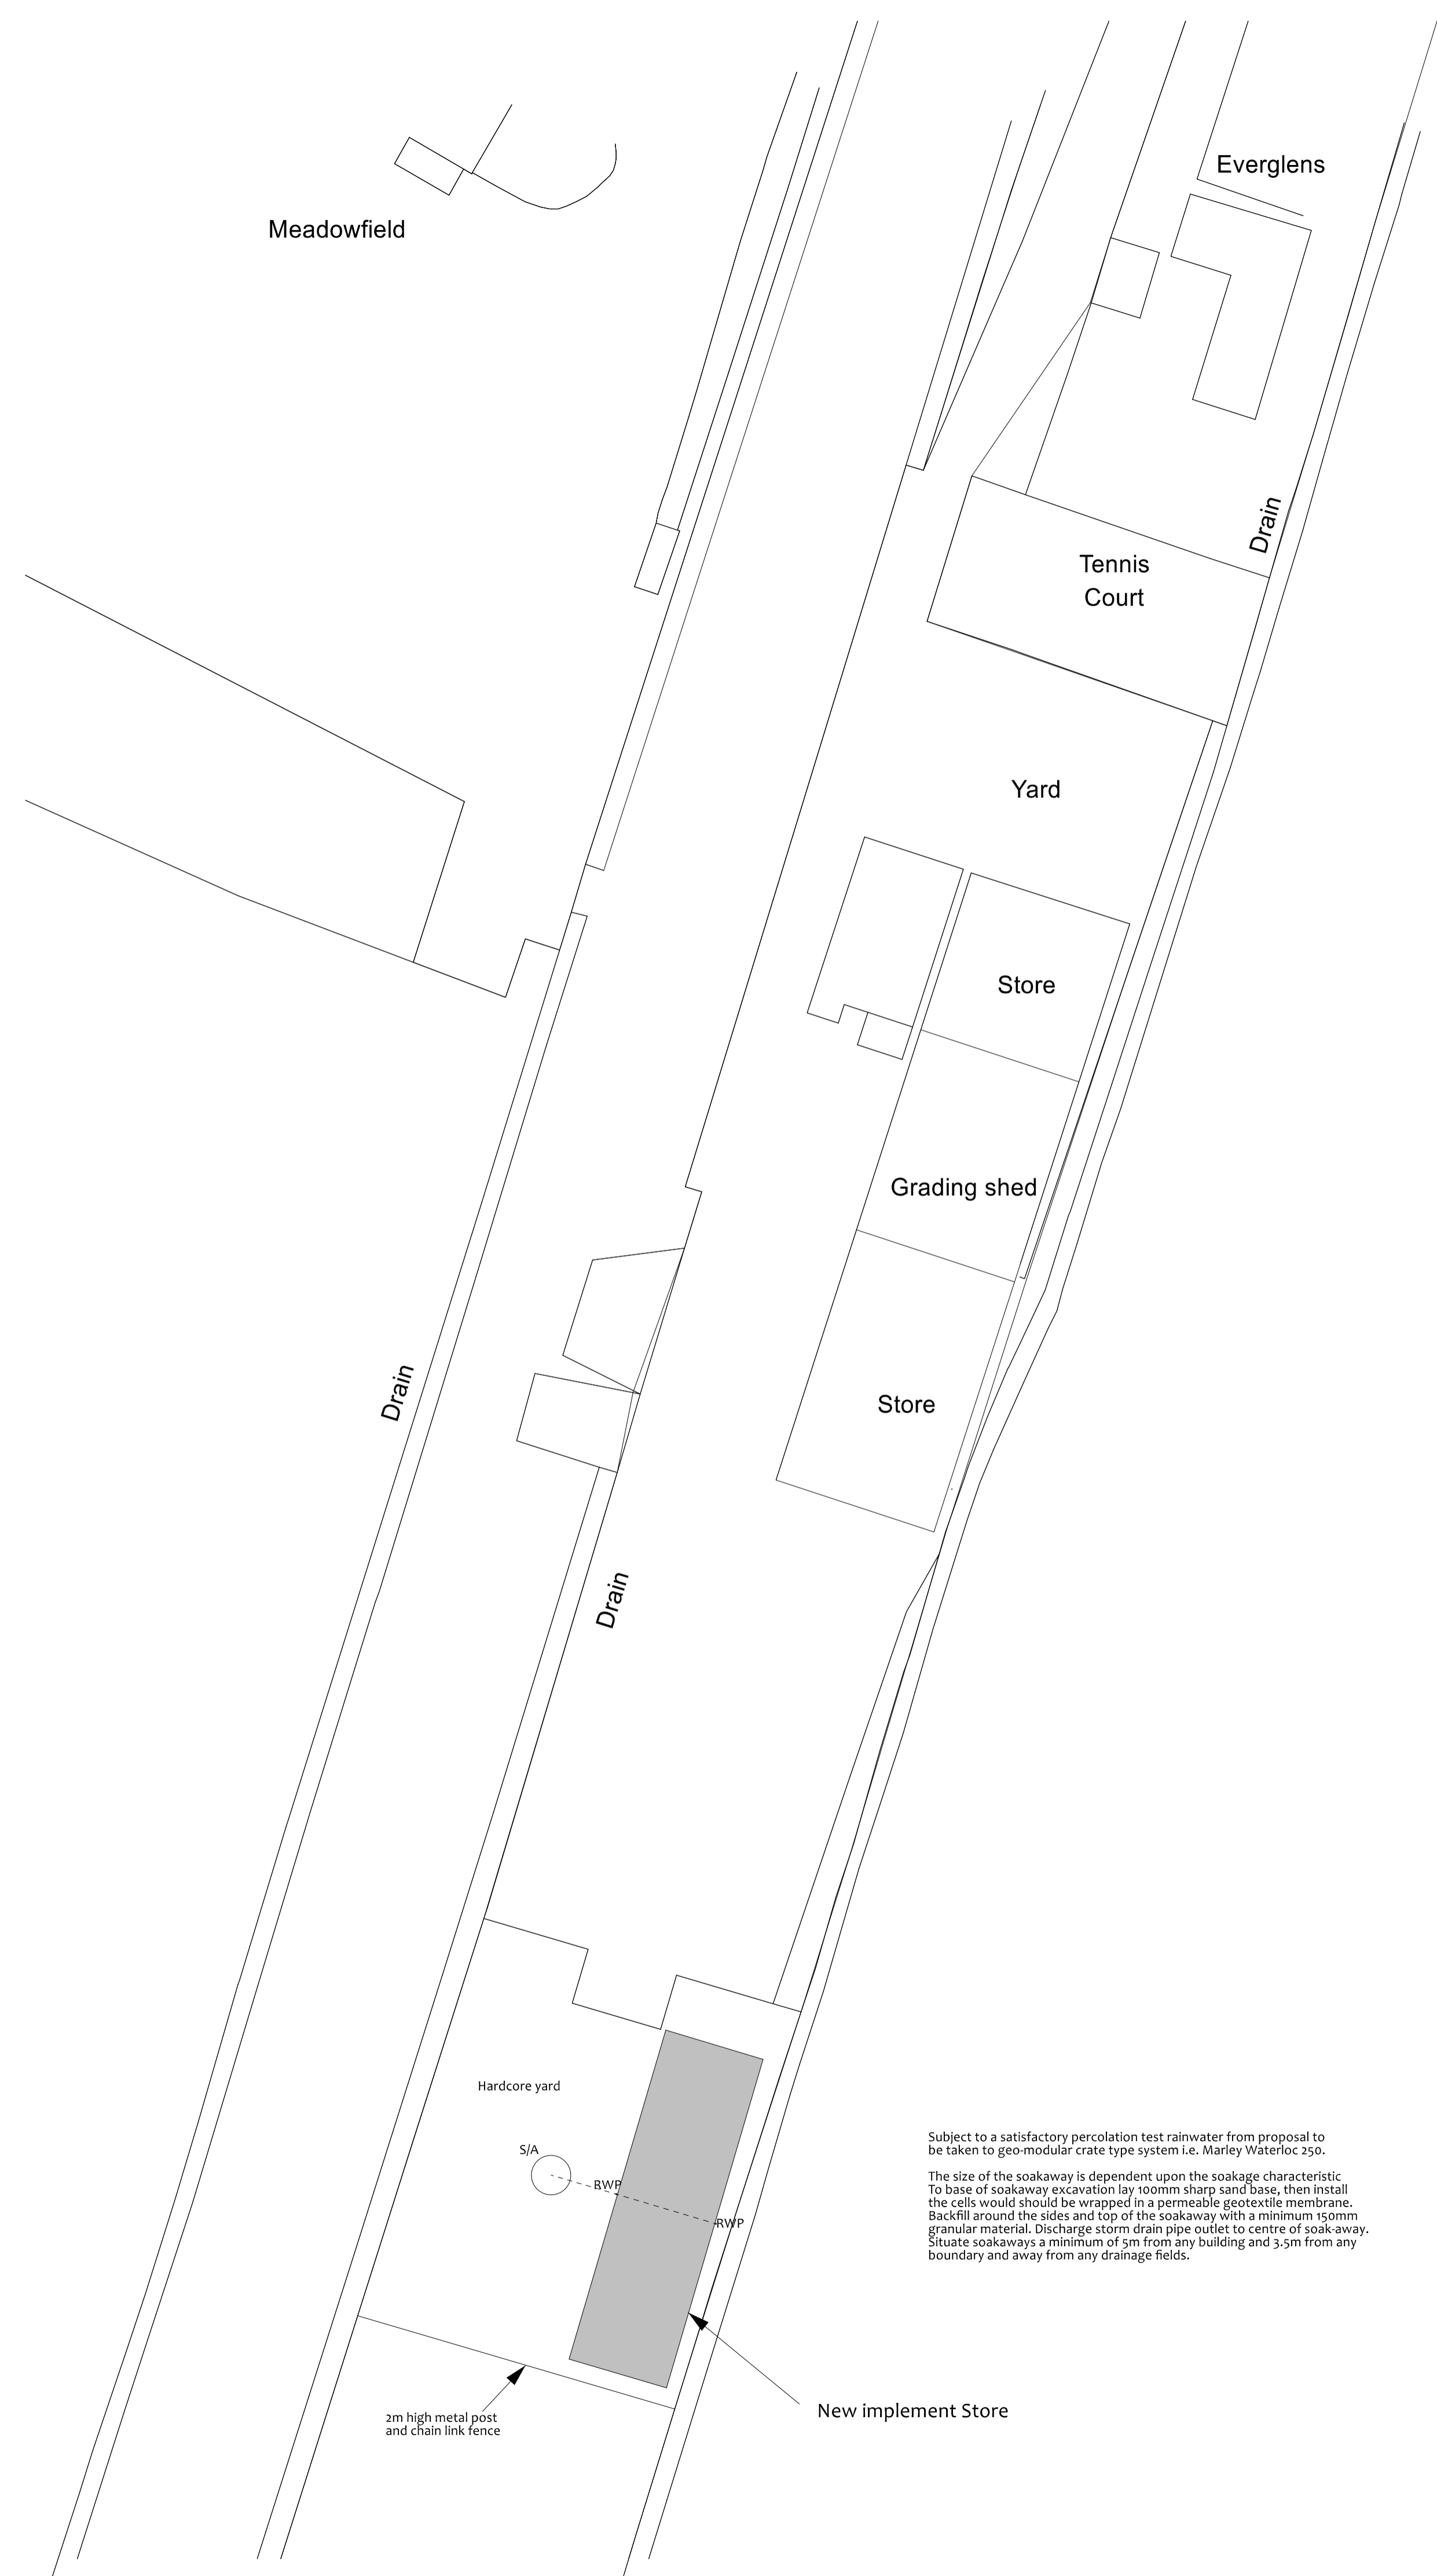 Everglens
Meadowfield
Drain
Tennis
Court
Yard
Store
Grading shed
Drain
Store
Drain
Hardcore yard
S/A
RWP
RWP
Subject to a satisfactory percolation test rainwater from proposal to
be taken to geo-modular crate type system i.e. Marley Waterloc 250.
The size of the soakaway is dependent upon the soakage characteristic
To base of soakaway excavation lay 100mm sharp sand base, then install
the cells would should be wrapped in a permeable geotextile membrane.
Backfill around the sides and top of the soakaway with a minimum 150mm
granular material. Discharge storm drain pipe outlet to centre of soak-away.
Situate soakaways a minimum of 5m from any building and 3.5m from any
boundary and away from any drainage fields.
New implement Store
2m high metal post
and chain link fence